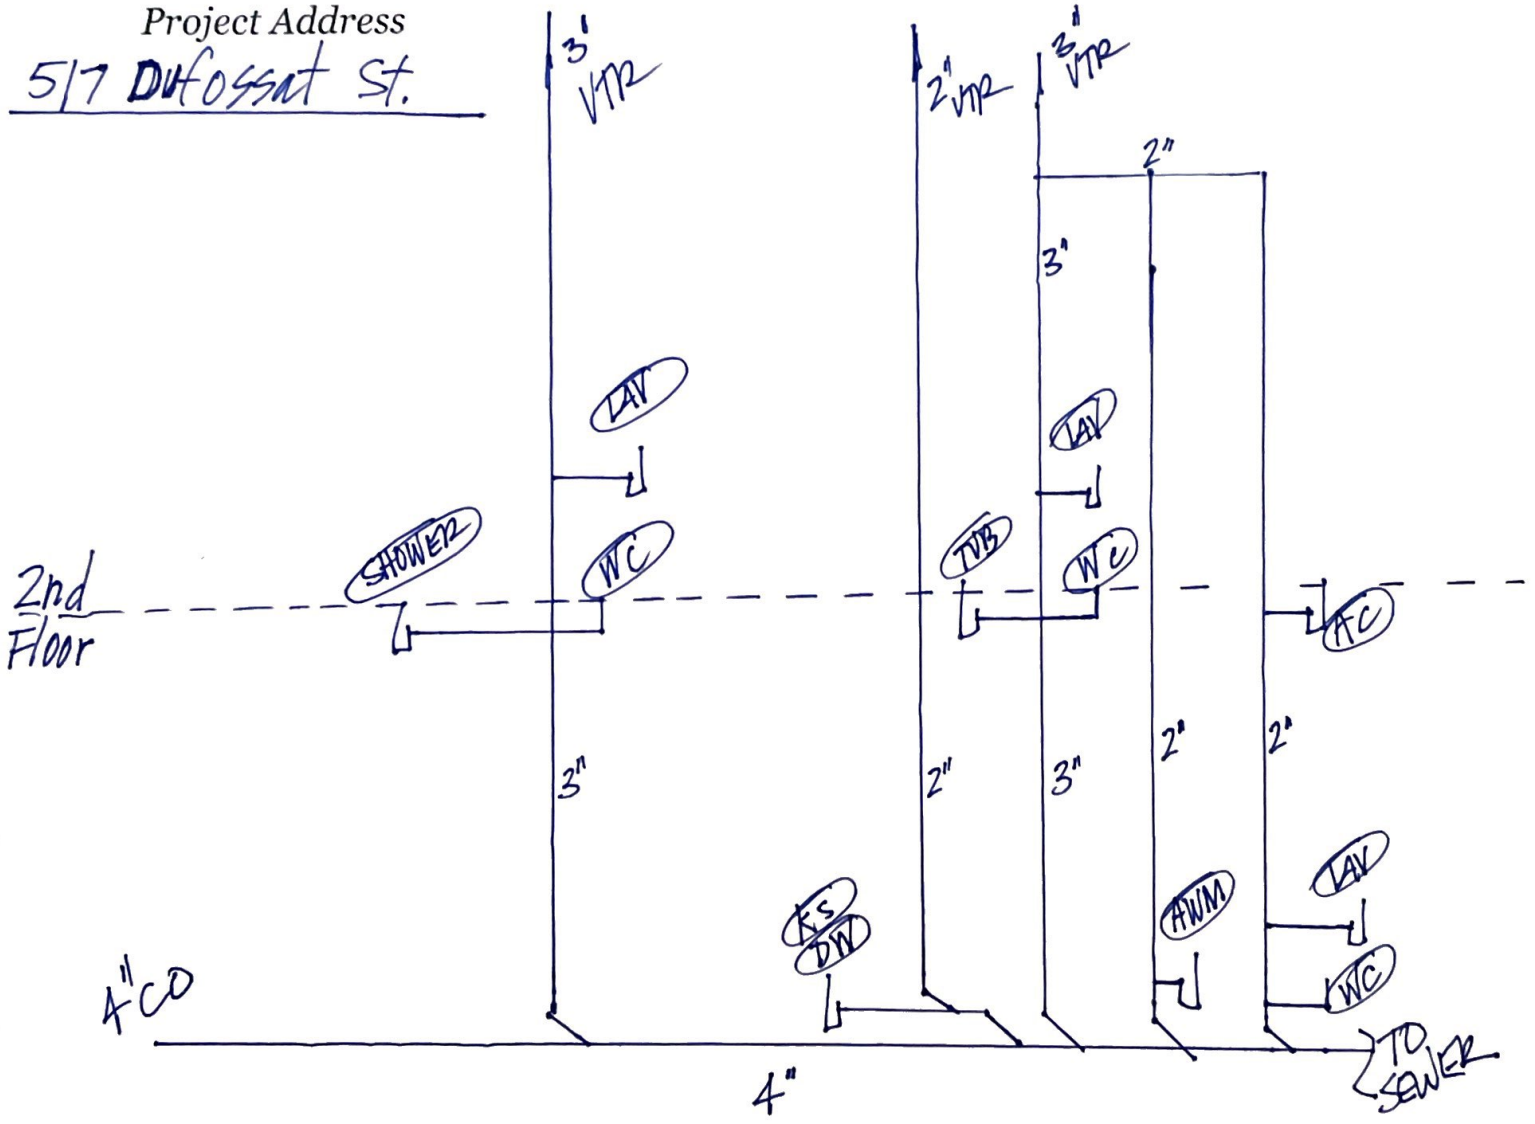 Project Address
517 Dufossat St.
3'
VTR
2" VTR
3"
VTR
2"
3"
LAV
LAV
SHOWER
WC
TUB
WC
2nd
Floor
AC
3"
2"
3"
2"
2"
LAV
KS
DW
AWM
WC
4" CO
4"
TO
SEWER